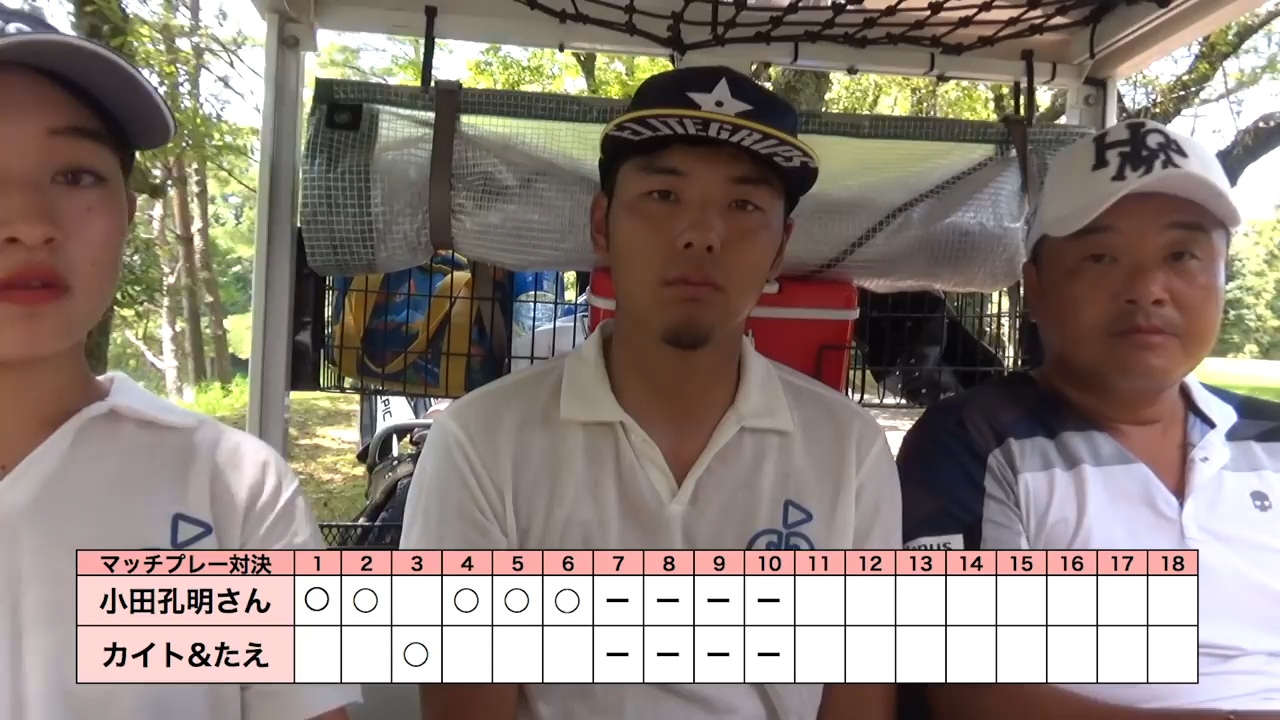 ELITEGRIPS
EPIC
マッチプレー対決 1 2 3 4 5 6 7 8 9 10 11 12 13 14 15 16 17 18
小田孔明さん ○ ○ ○ ○ ○ ー ー ー ー
カイト&たえ ○ ー ー ー ー